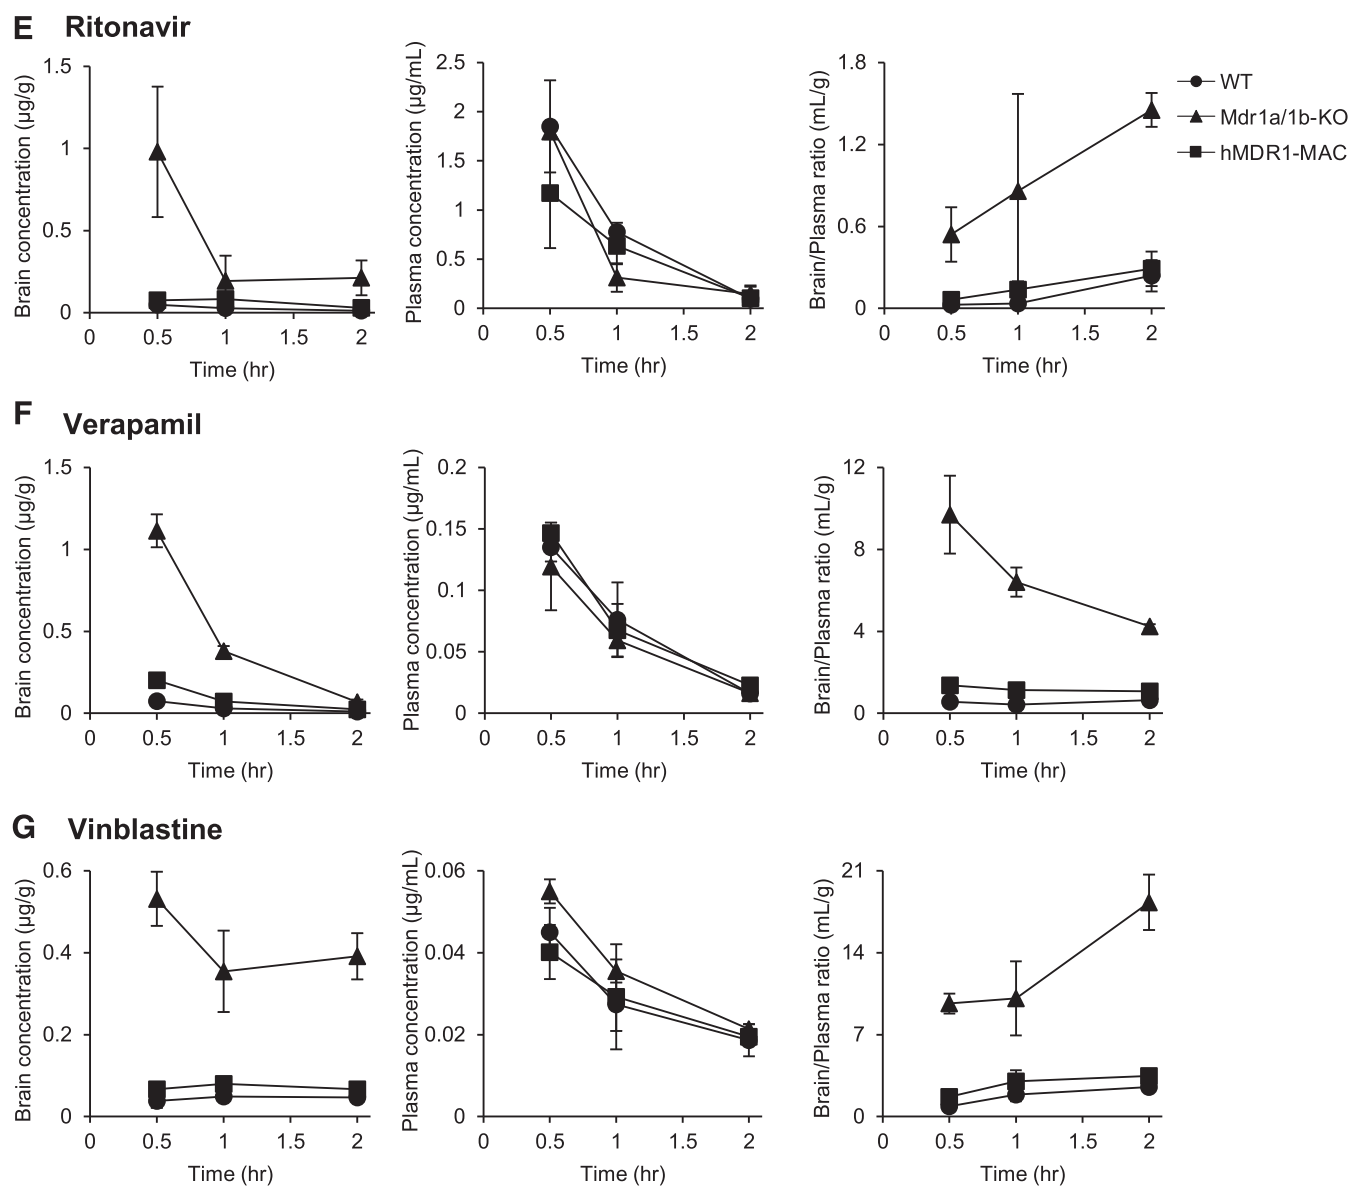 E Ritonavir
Brain concentration (µg/g)
1.5
1
0.5
0
0 0.5 1 1.5 2
Time (hr)
Plasma concentration (µg/mL)
2.5
2
1.5
1
0.5
0
0 0.5 1 1.5 2
Time (hr)
Brain/Plasma ratio (mL/g)
1.8
1.2
0.6
0
0 0.5 1 1.5 2
Time (hr)
WT
Mdr1a/1b-KO
hMDR1-MAC
F Verapamil
Brain concentration (µg/g)
1.5
1
0.5
0
0 0.5 1 1.5 2
Time (hr)
Plasma concentration (µg/mL)
0.2
0.15
0.1
0.05
0
0 0.5 1 1.5 2
Time (hr)
Brain/Plasma ratio (mL/g)
12
8
4
0
0 0.5 1 1.5 2
Time (hr)
G Vinblastine
Brain concentration (µg/g)
0.6
0.4
0.2
0
0 0.5 1 1.5 2
Time (hr)
Plasma concentration (µg/mL)
0.06
0.04
0.02
0
0 0.5 1 1.5 2
Time (hr)
Brain/Plasma ratio (mL/g)
21
14
7
0
0 0.5 1 1.5 2
Time (hr)